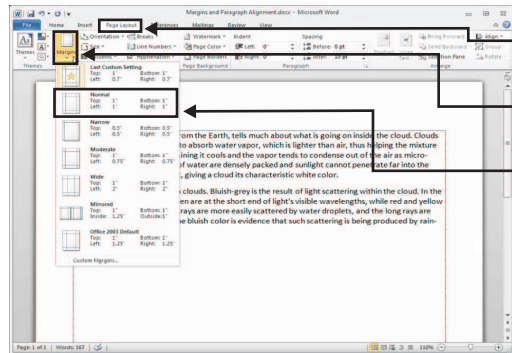 Margins and Paragraph Alignment.docx - Microsoft Word
File Home Insert Page Layout References Mailings Review View
Themes Margins Orientation Breaks Watermark Indent Spacing Bring Forward Align
Size Line Numbers Page Color Left: 0" Before: 0 pt Send Backward Group
Hyphenation Page Borders Right: 0" After: 10 pt Selection Pane Rotate
Themes Page Background Paragraph Arrange
Last Custom Setting
Top: 1" Bottom: 1"
Left: 0.7" Right: 0.7"
Normal
Top: 1" Bottom: 1"
Left: 1" Right: 1"
Narrow
Top: 0.5" Bottom: 0.5"
Left: 0.5" Right: 0.5"
Moderate
Top: 1" Bottom: 1"
Left: 0.75" Right: 0.75"
Wide
Top: 1" Bottom: 1"
Left: 2" Right: 2"
Mirrored
Top: 1" Bottom: 1"
Inside: 1.25" Outside: 1"
Office 2003 Default
Top: 1" Bottom: 1"
Left: 1.25" Right: 1.25"
Custom Margins...
from the Earth, tells much about what is going on inside the cloud. Clouds
to absorb water vapor, which is lighter than air, thus helping the mixture
ining it cools and the vapor tends to condense out of the air as micro-
of water are densely packed and sunlight cannot penetrate far into the
, giving a cloud its characteristic white color.
clouds. Bluish-grey is the result of light scattering within the cloud. In the
en are at the short end of light's visible wavelengths, while red and yellow
rays are more easily scattered by water droplets, and the long rays are
e bluish color is evidence that such scattering is being produced by rain-
Page: 1 of 1 Words: 167 110%